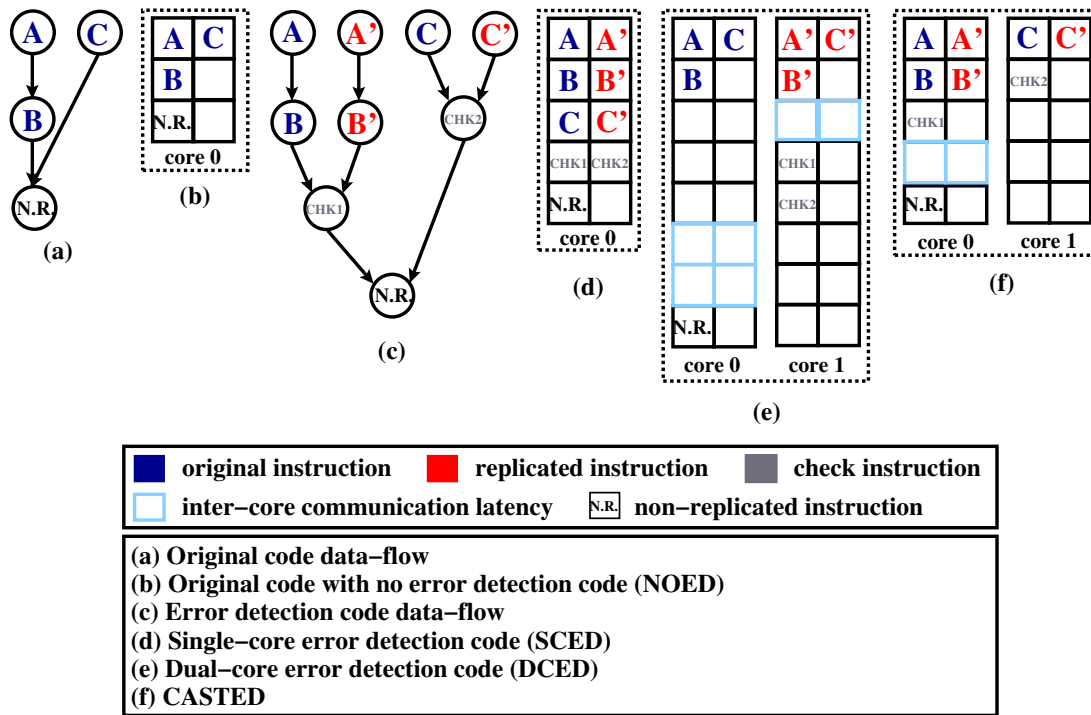 A
C
B
N.R.
(a)
A C
B
N.R.
core 0
(b)
A A' C C'
B B' CHK2
CHK1
N.R.
(c)
A A'
B B'
C C'
CHK1 CHK2
N.R.
core 0
(d)
A C A' C'
B B'
CHK1
CHK2
N.R.
core 0 core 1
(e)
A A' C C'
B B' CHK2
CHK1
N.R.
core 0 core 1
(f)
original instruction replicated instruction check instruction
inter-core communication latency N.R. non-replicated instruction
(a) Original code data-flow
(b) Original code with no error detection code (NOED)
(c) Error detection code data-flow
(d) Single-core error detection code (SCED)
(e) Dual-core error detection code (DCED)
(f) CASTED